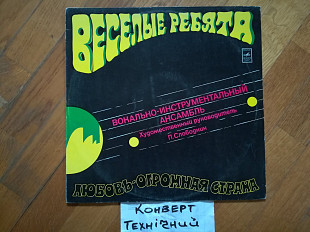 ВЕСЕЛЫЕ РЕБЯТА
ВОКАЛЬНО-ИНСТРУМЕНТАЛЬНЫЙ
АНСАМБЛЬ
Художественный руководитель
П.Слободкин
ЛЮБОВЬ-ОГРОМНАЯ СТРАНА
КОНВЕРТ
ТЕХНІЧНИЙ